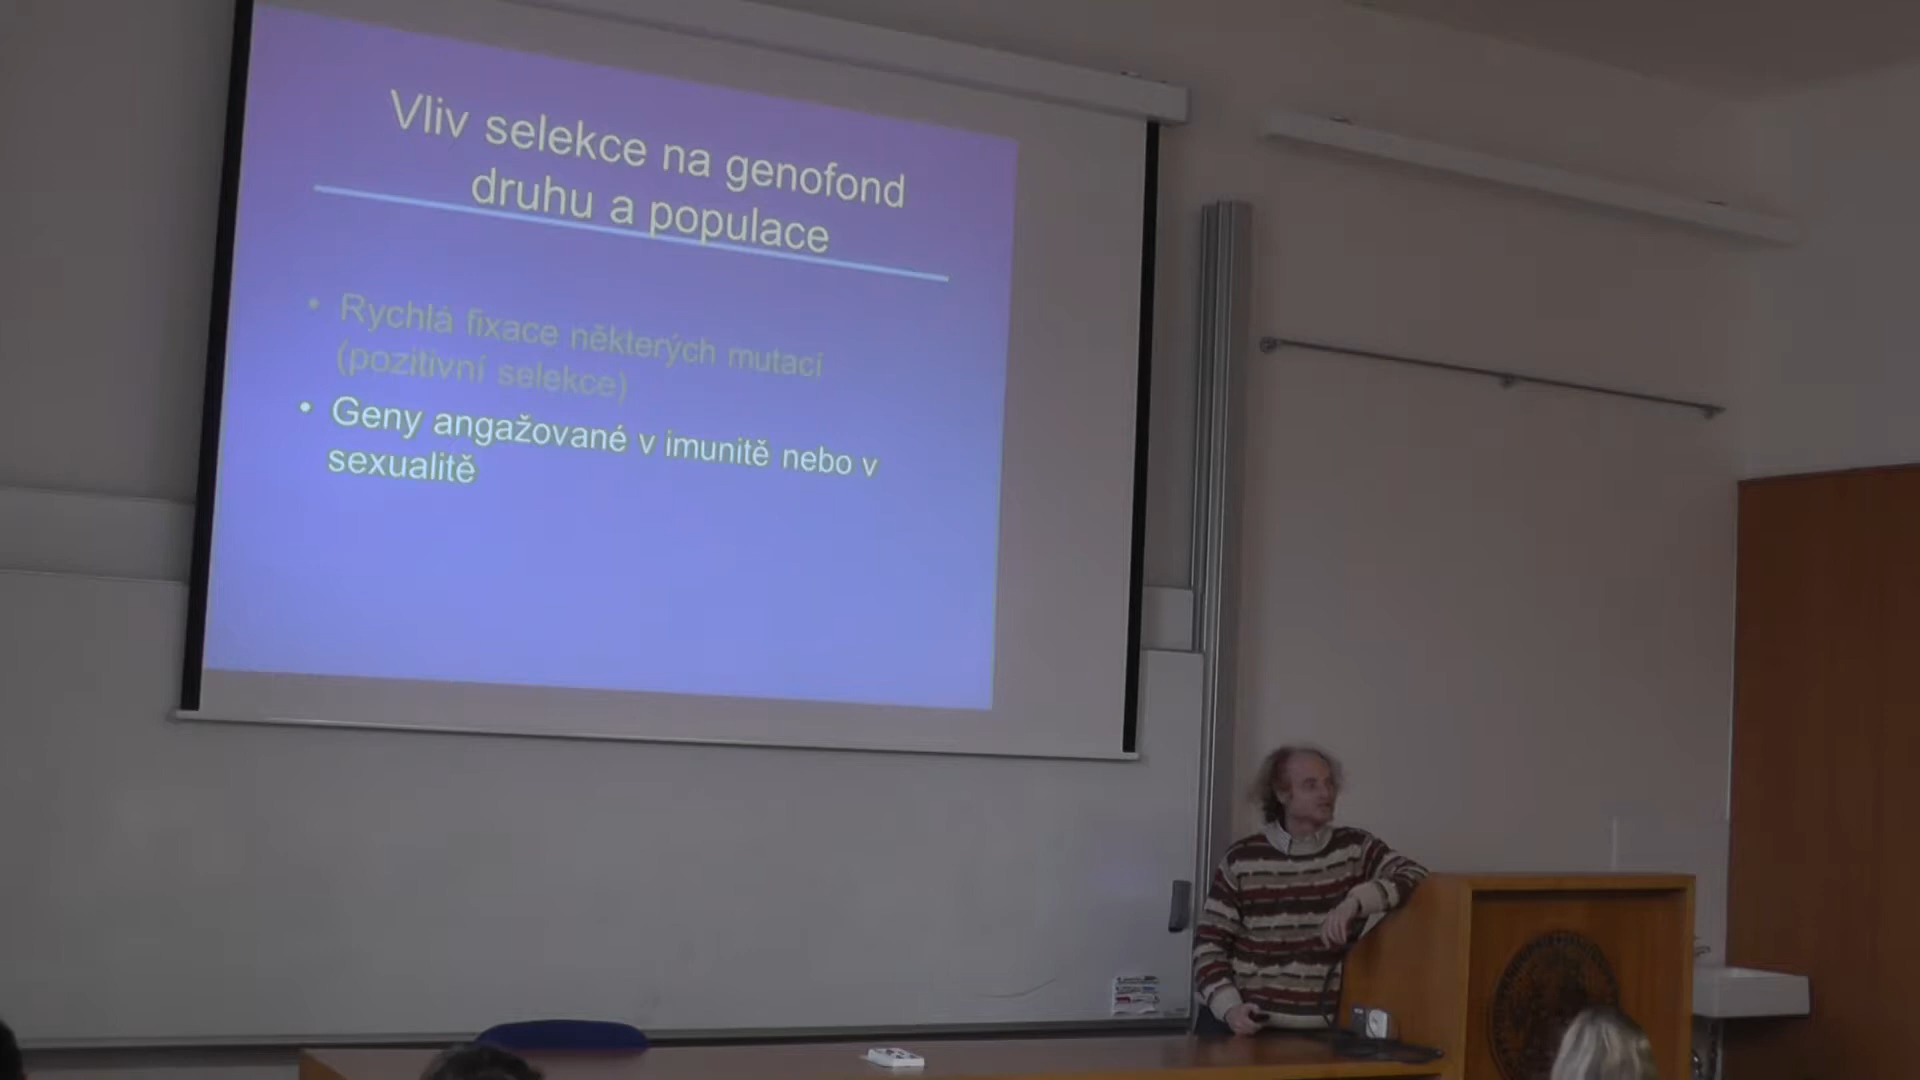 Vliv selekce na genofond
druhu a populace
• Rychlá fixace některých mutací
(pozitivní selekce)
• Geny angažované v imunitě nebo v
sexualitě